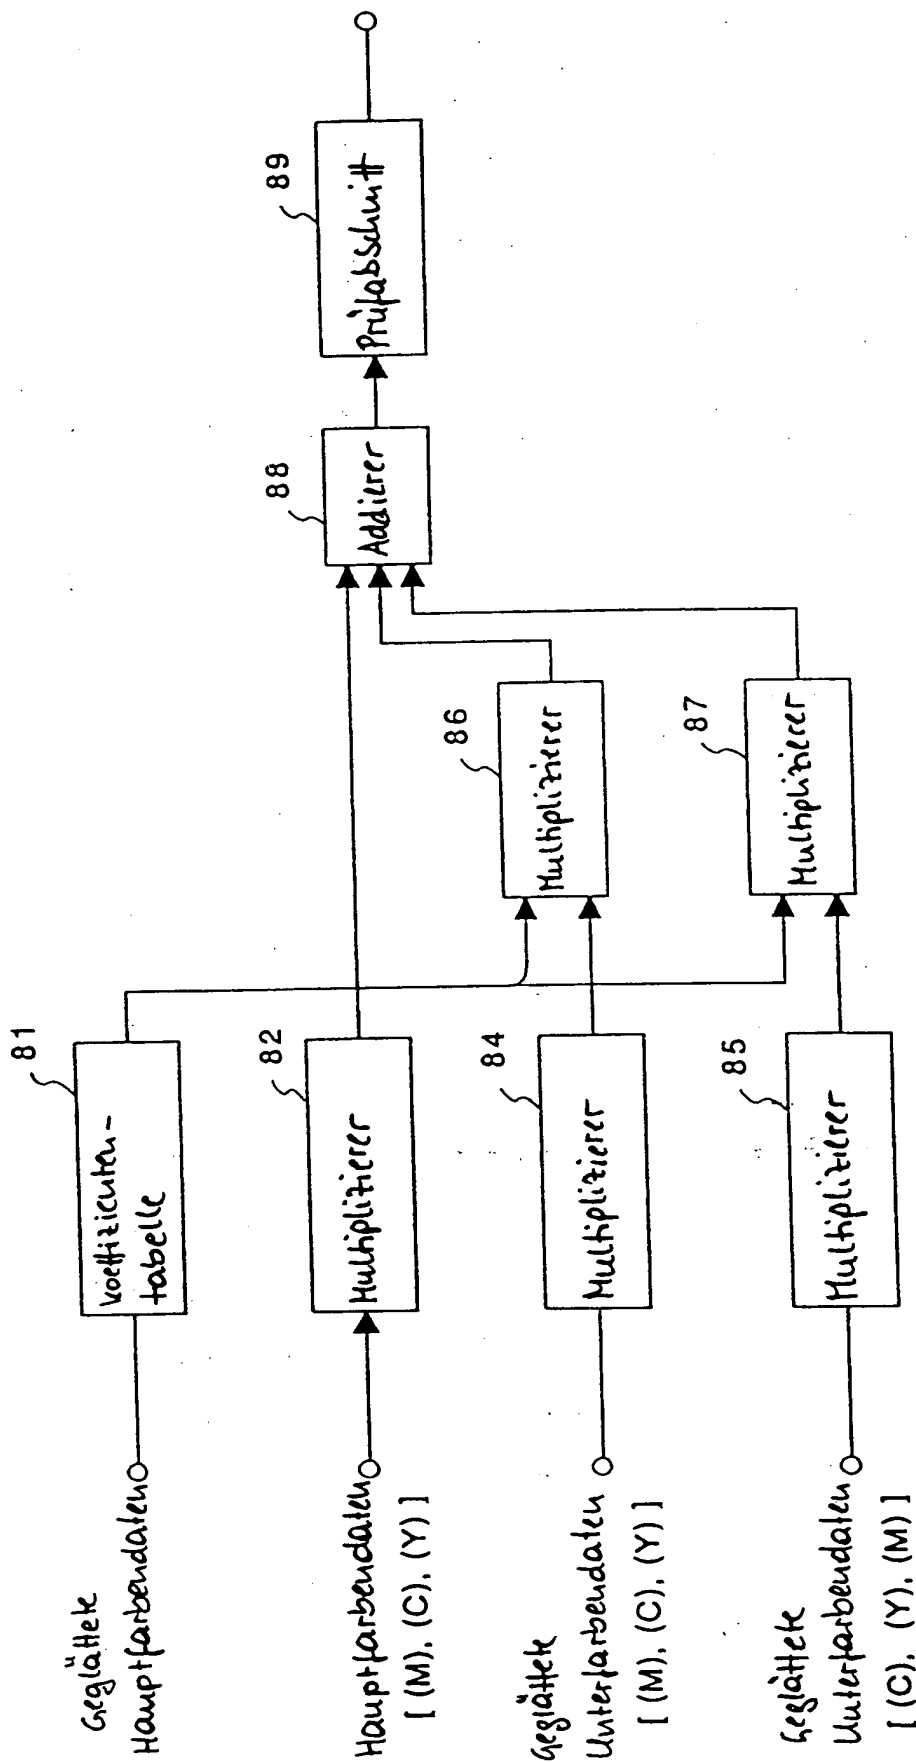 Geglättete
Hauptfarbendaten
81
Koeffizienten-
tabelle
Hauptfarbendaten
[ (M). (C). (Y) ]
82
Multiplizierer
Geglättete
Unterfarbendaten
[ (M). (C). (Y) ]
84
Multiplizierer
86
Multiplizierer
Geglättete
Unterfarbendaten
[ (C). (Y). (M) ]
85
Multiplizierer
87
Multiplizierer
88
Addierer
89
Prüfabschnitt